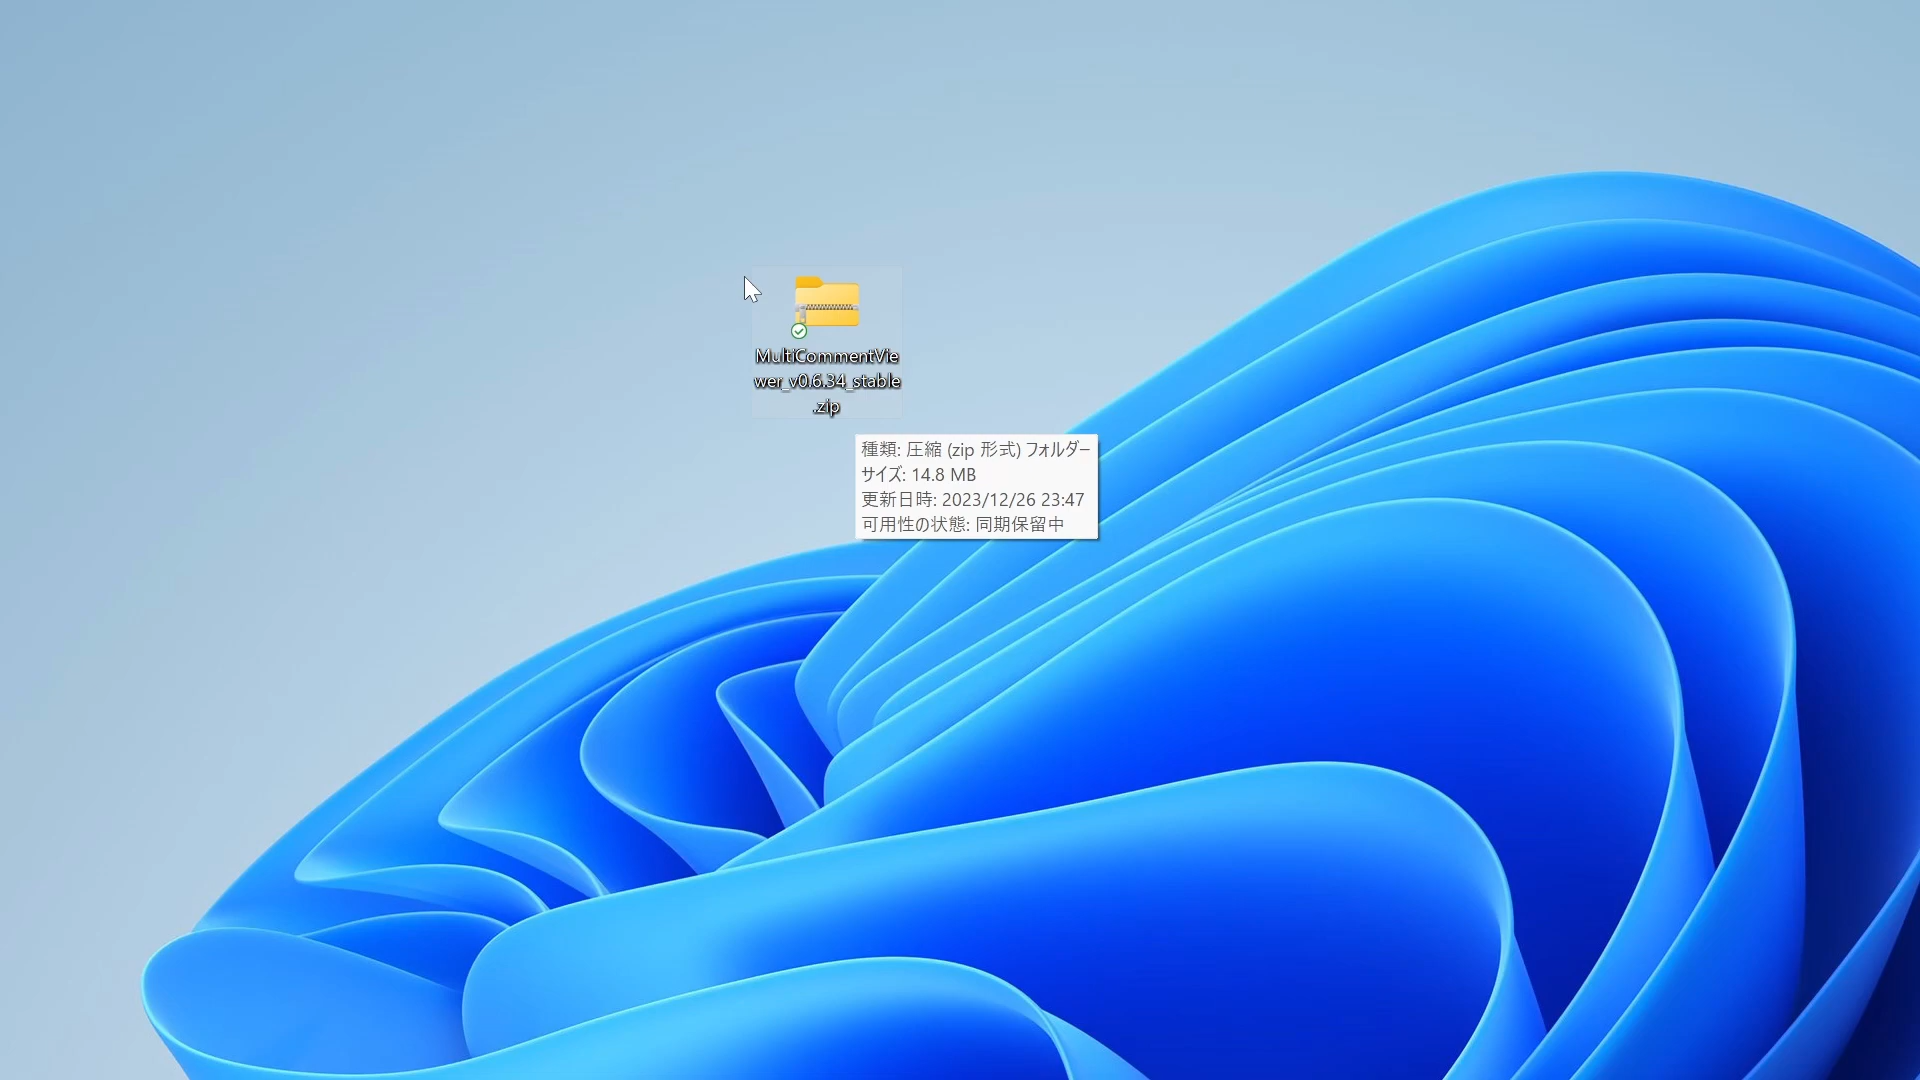 MultiCommentVie
wer_v0.6.34_stable
.zip
種類: 圧縮 (zip 形式) フォルダー
サイズ: 14.8 MB
更新日時: 2023/12/26 23:47
可用性の状態: 同期保留中